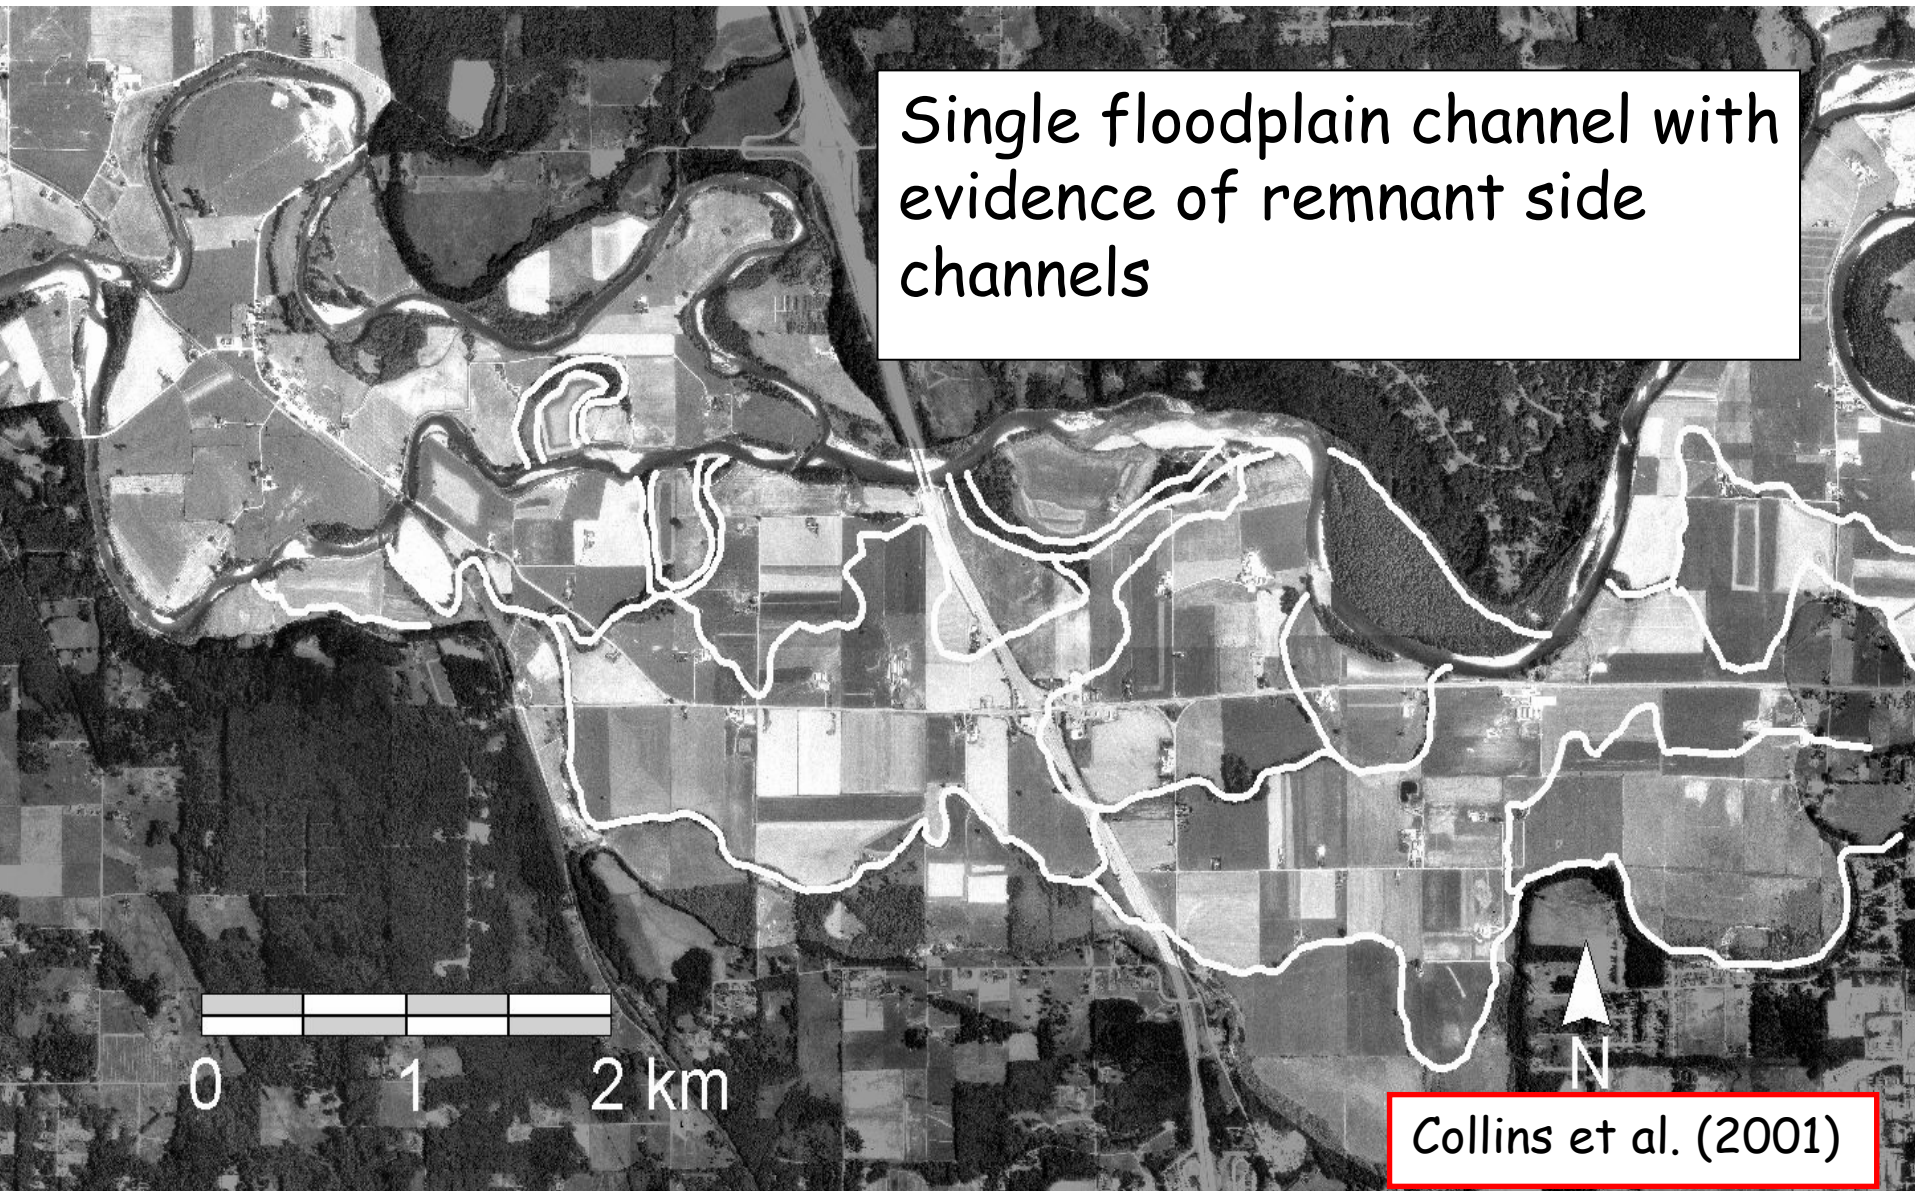 Single floodplain channel with
evidence of remnant side
channels
0 1 2 km
N
Collins et al. (2001)